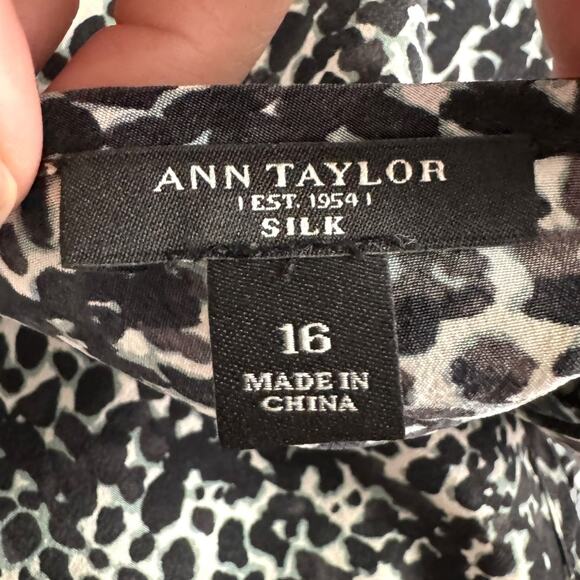 ANN TAYLOR
EST. 1954
SILK
16
MADE IN
CHINA